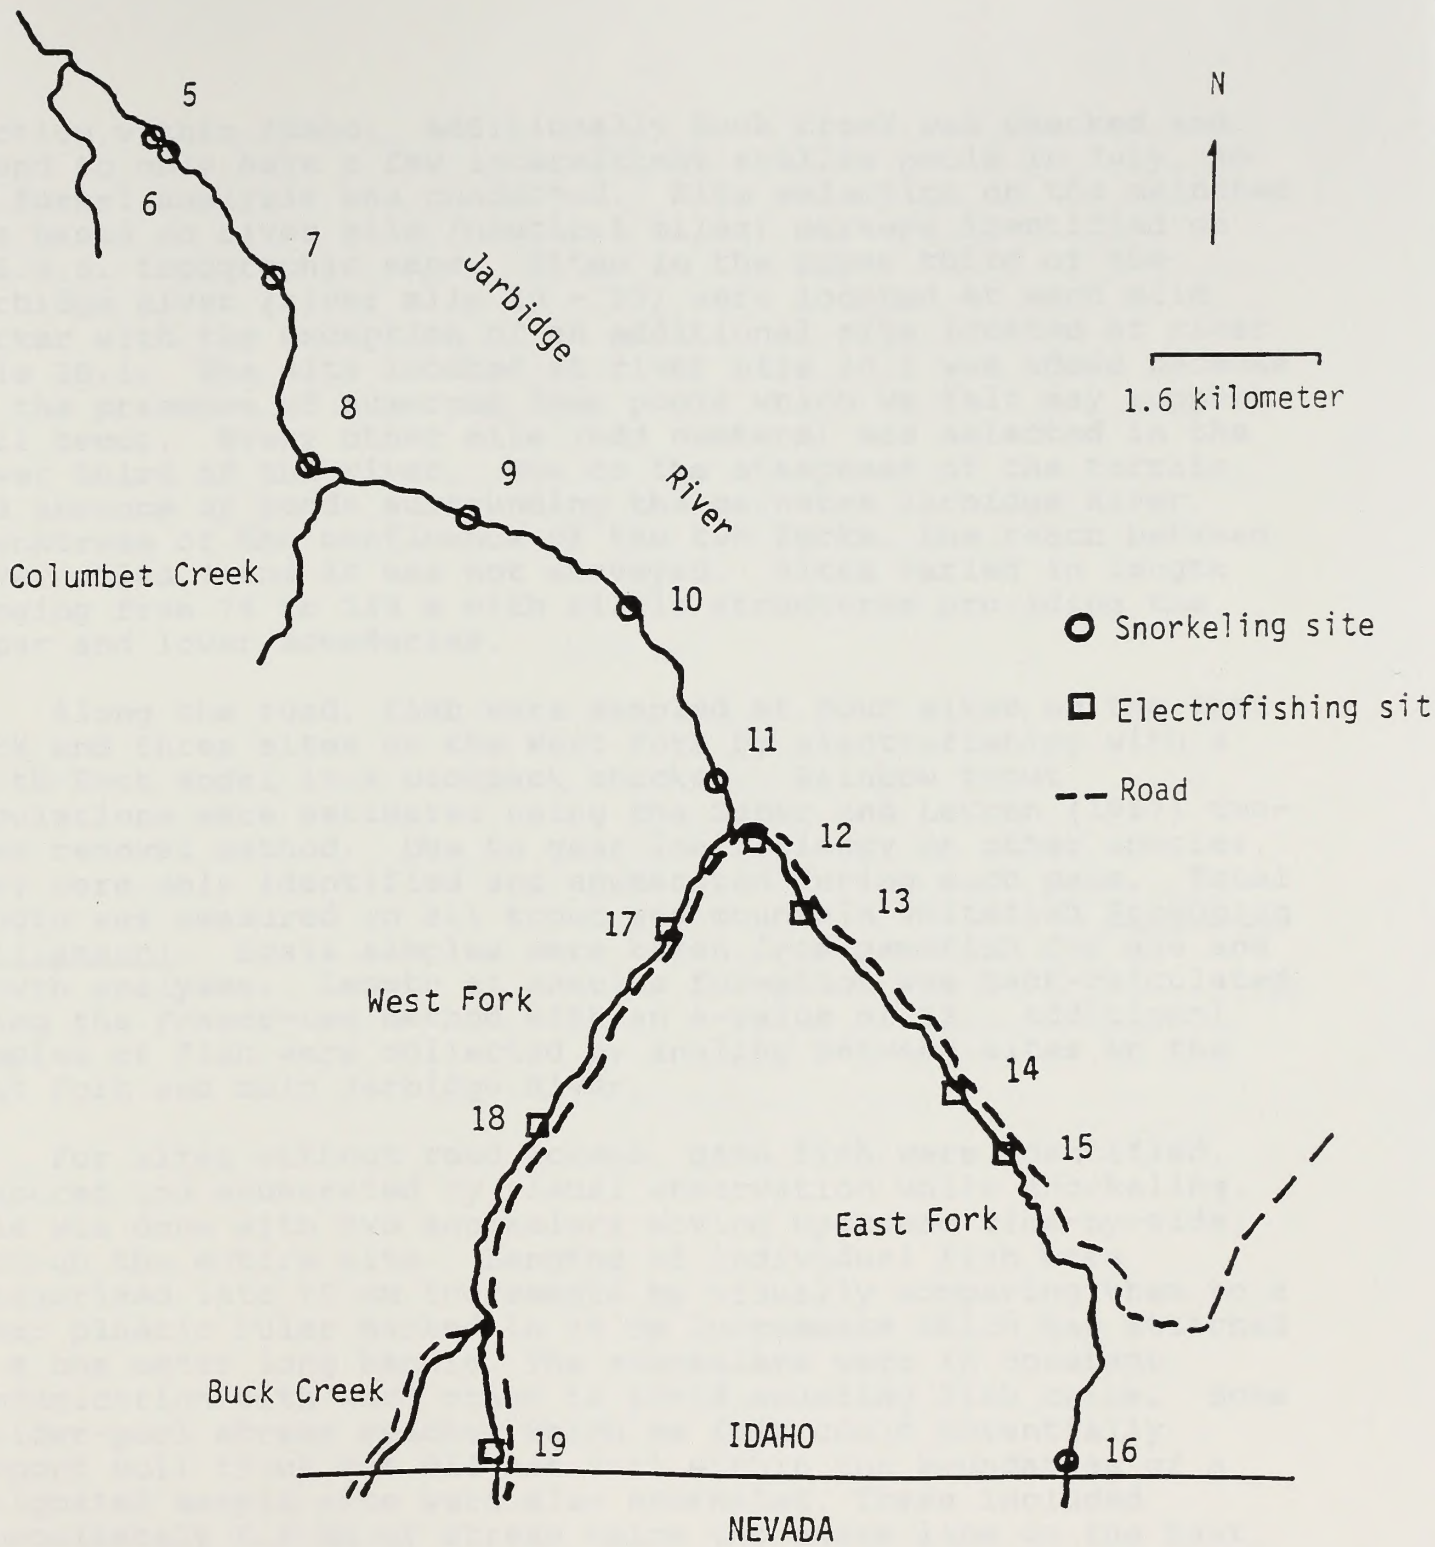 5
N
6
7
Jarbidge
1.6 kilometer
8
9
River
Columbet Creek
10
Snorkeling site
Electrofishing sit
11
Road
12
13
17
West Fork
14
18
15
East Fork
Buck Creek
IDAHO
19
16
NEVADA